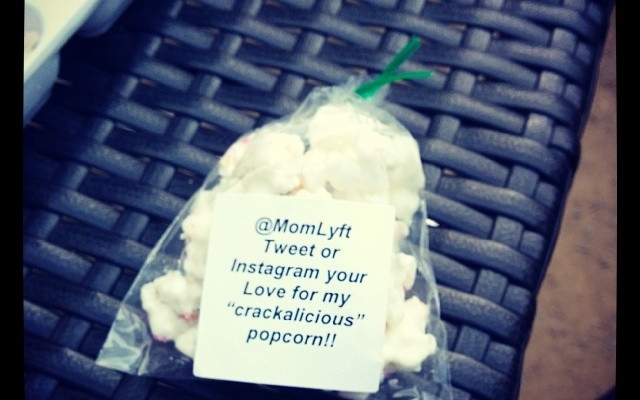 @MomLyft
Tweet or
Instagram your
Love for my
“crackalicious”
popcorn!!